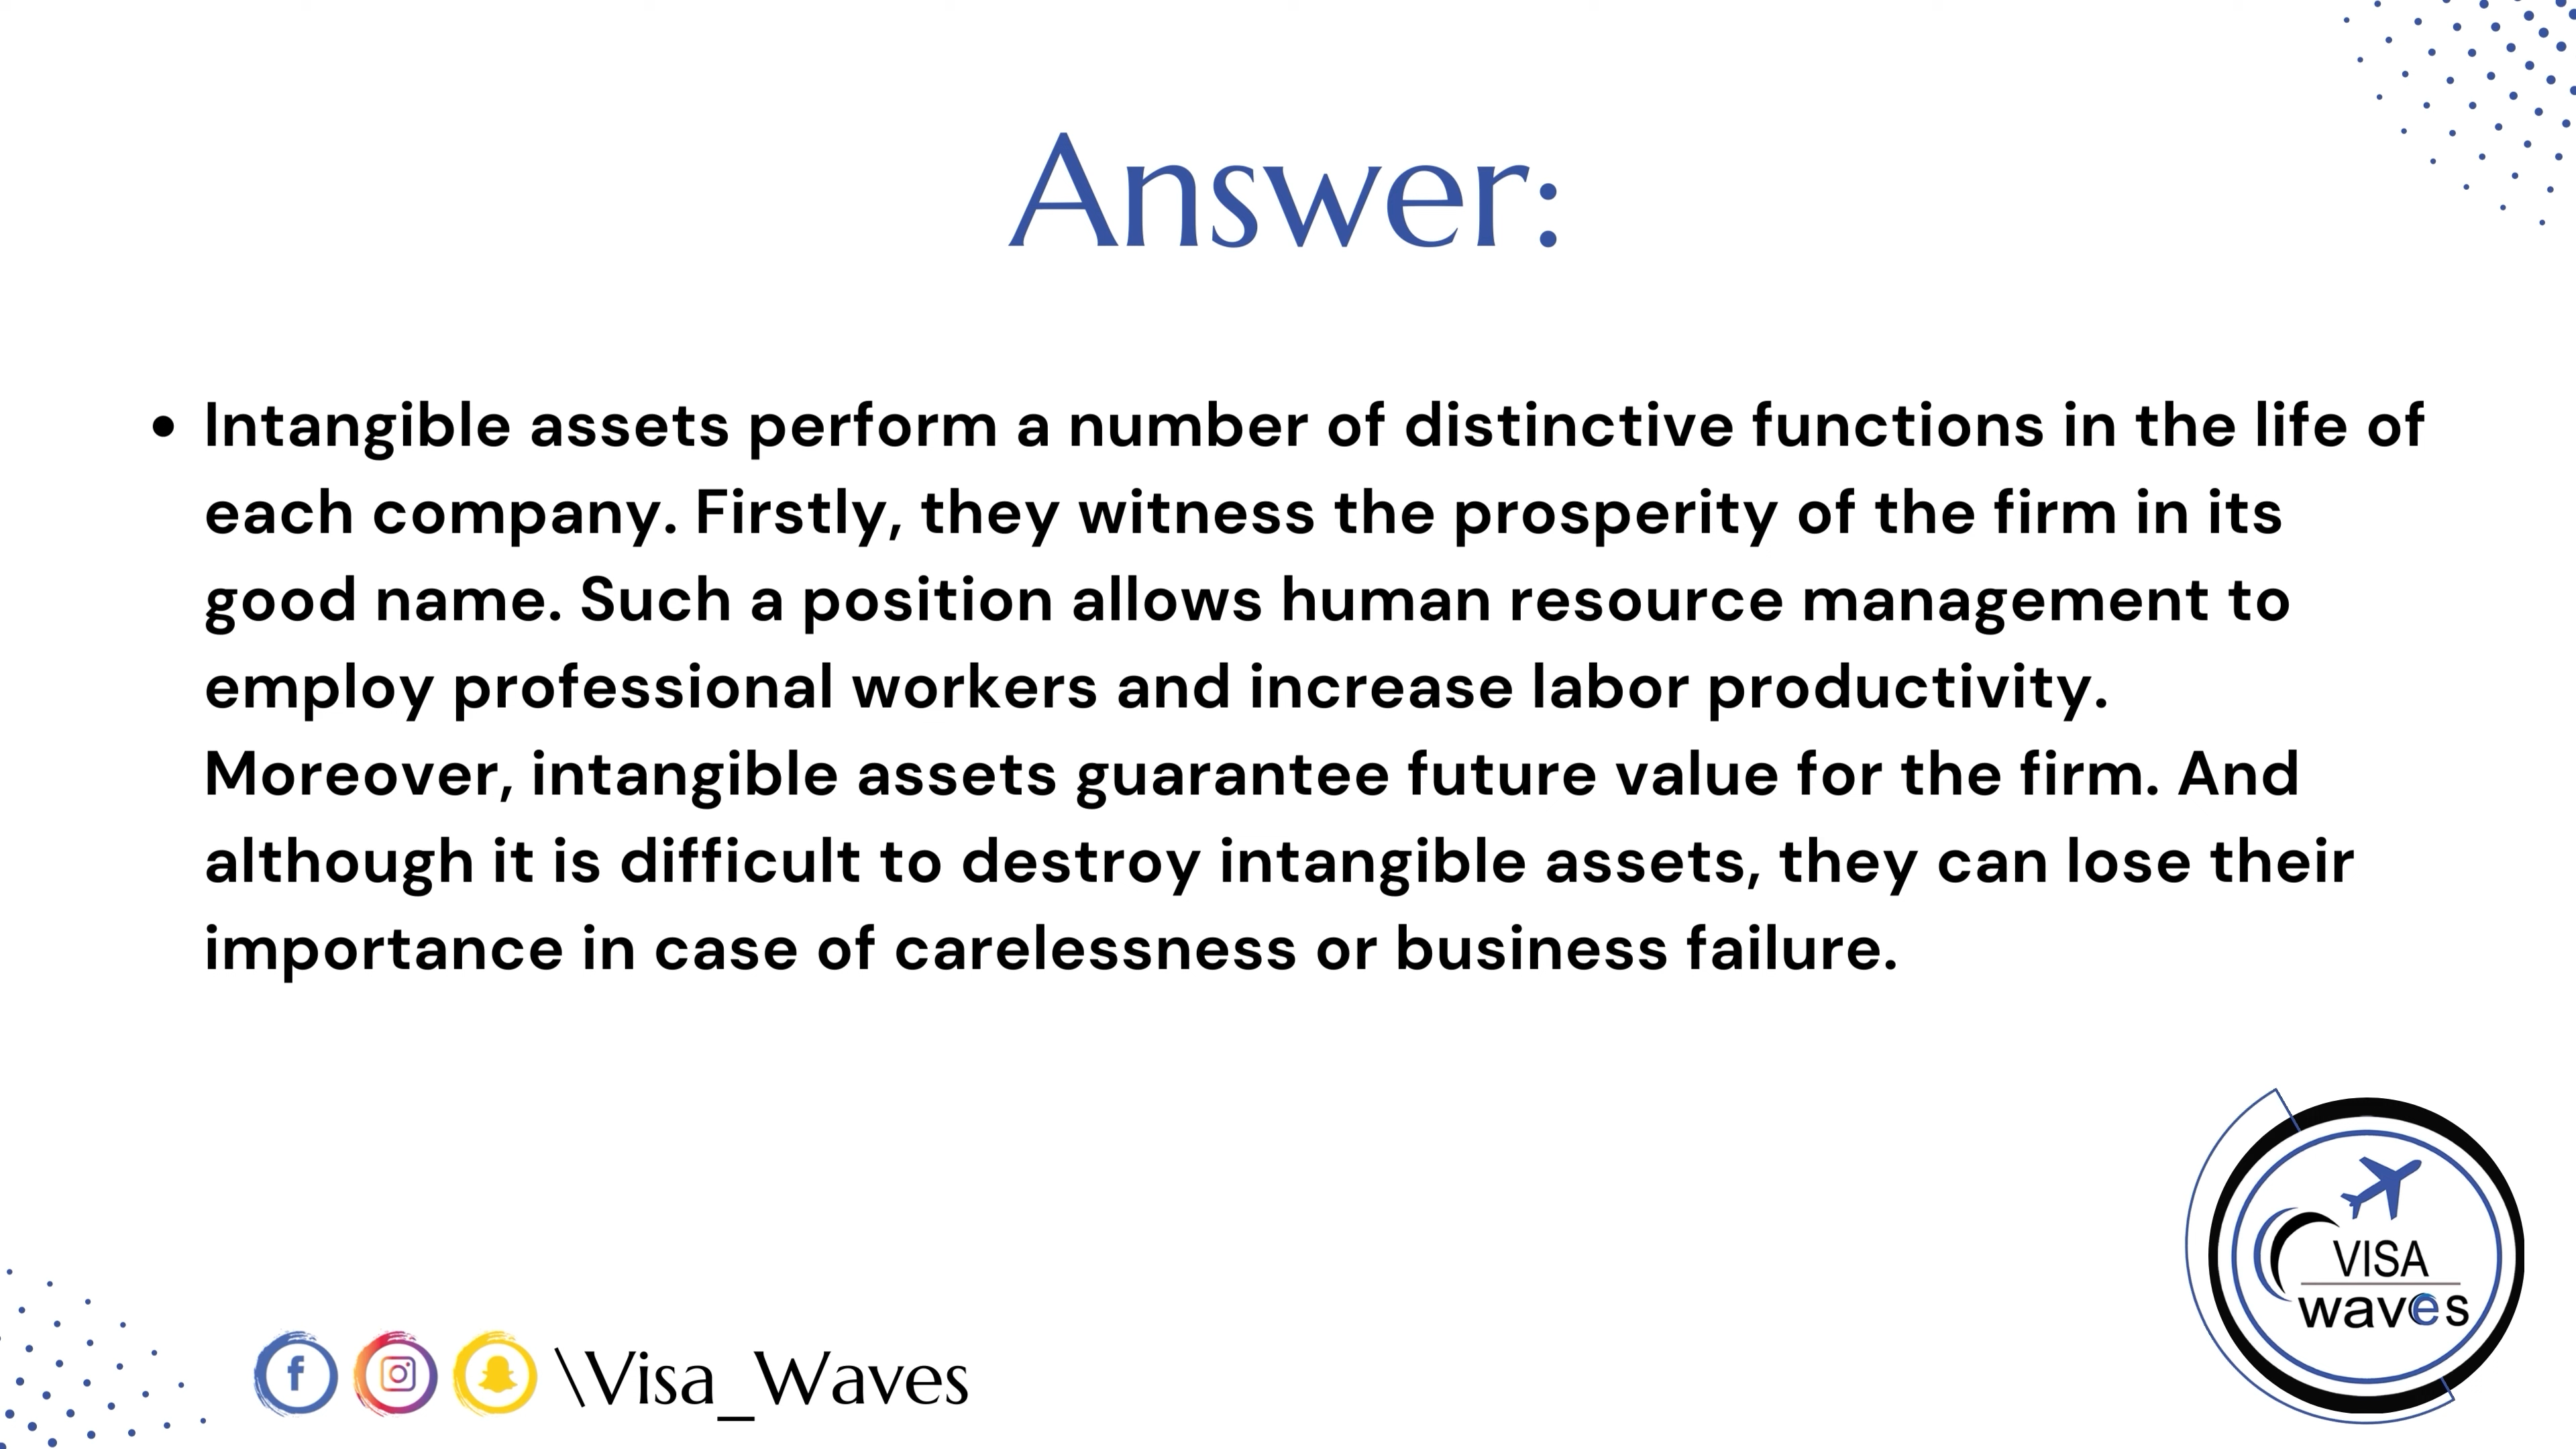 Answer:
• Intangible assets perform a number of distinctive functions in the life of
each company. Firstly, they witness the prosperity of the firm in its
good name. Such a position allows human resource management to
employ professional workers and increase labor productivity.
Moreover, intangible assets guarantee future value for the firm. And
although it is difficult to destroy intangible assets, they can lose their
importance in case of carelessness or business failure.
VISA
waves
\Visa_Waves